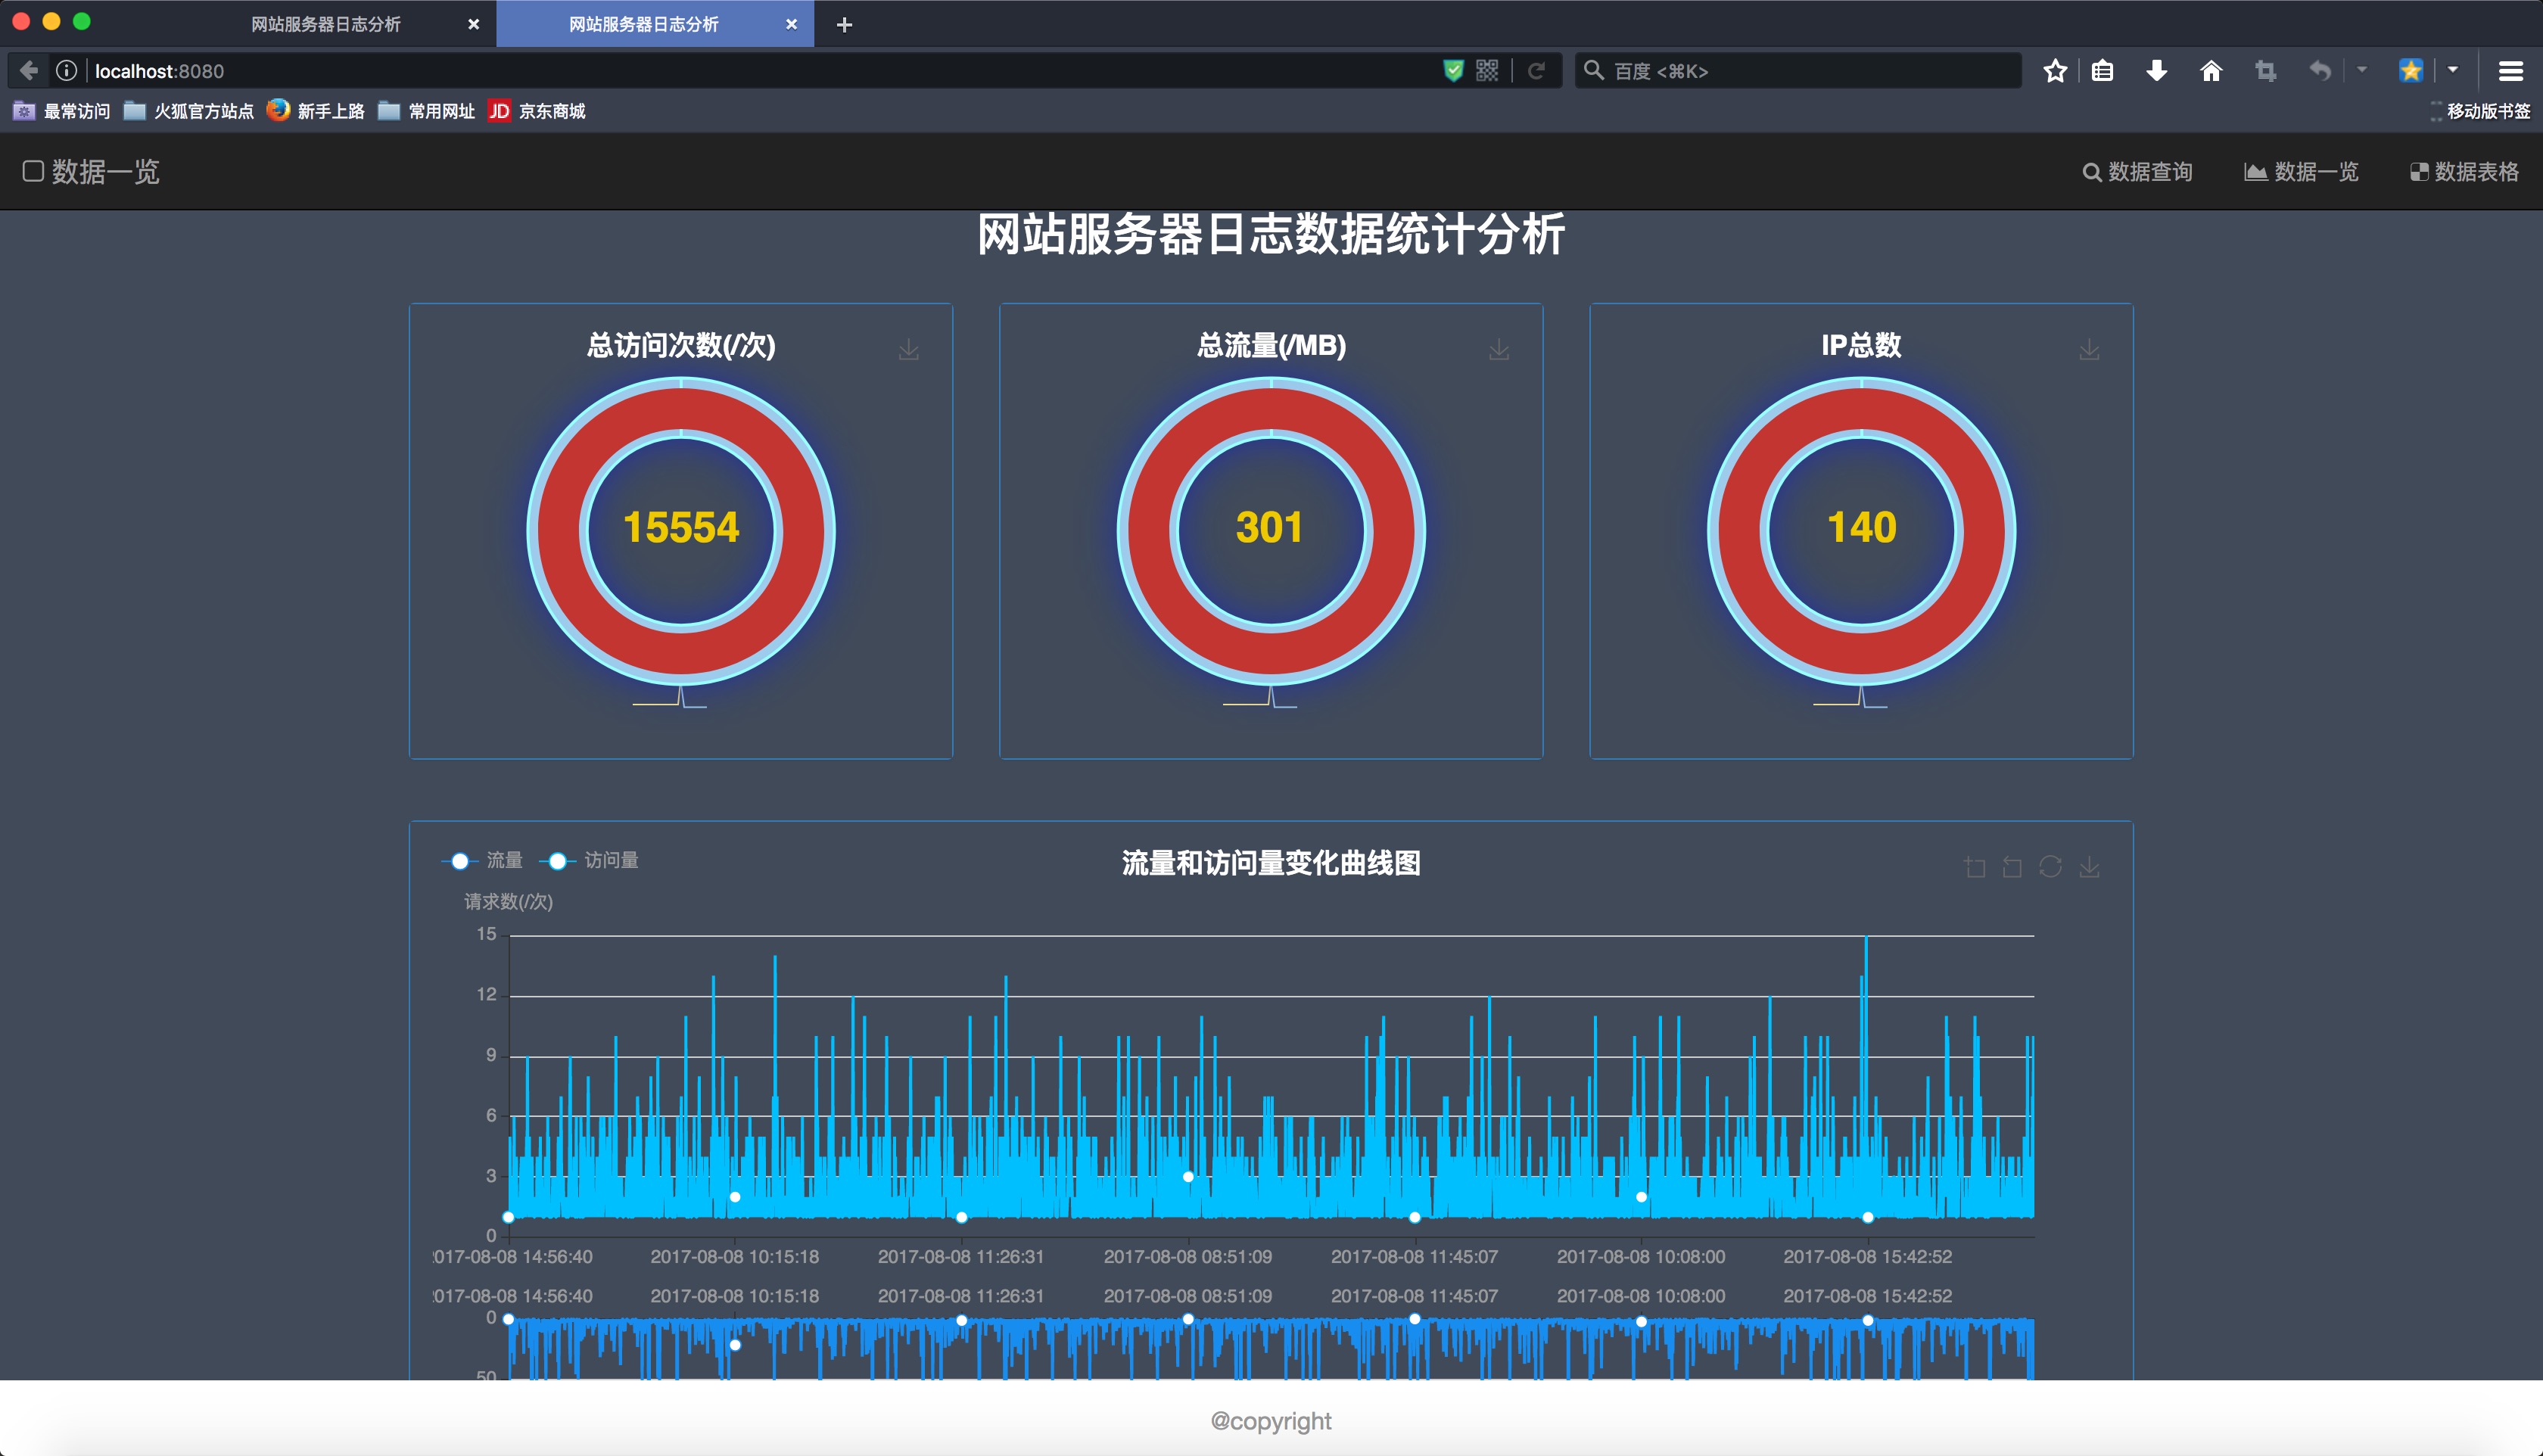 网站服务器日志分析
网站服务器日志分析
localhost:8080
百度 <⌘K>
最常访问 火狐官方站点 新手上路 常用网址 JD 京东商城
移动版书签
数据一览
数据查询 数据一览 数据表格
网站服务器日志数据统计分析
总访问次数(/次)
15554
总流量(/MB)
301
IP总数
140
流量 访问量
流量和访问量变化曲线图
请求数(/次)
15
12
9
6
3
0
2017-08-08 14:56:40 2017-08-08 10:15:18 2017-08-08 11:26:31 2017-08-08 08:51:09 2017-08-08 11:45:07 2017-08-08 10:08:00 2017-08-08 15:42:52
2017-08-08 14:56:40 2017-08-08 10:15:18 2017-08-08 11:26:31 2017-08-08 08:51:09 2017-08-08 11:45:07 2017-08-08 10:08:00 2017-08-08 15:42:52
0
50
@copyright